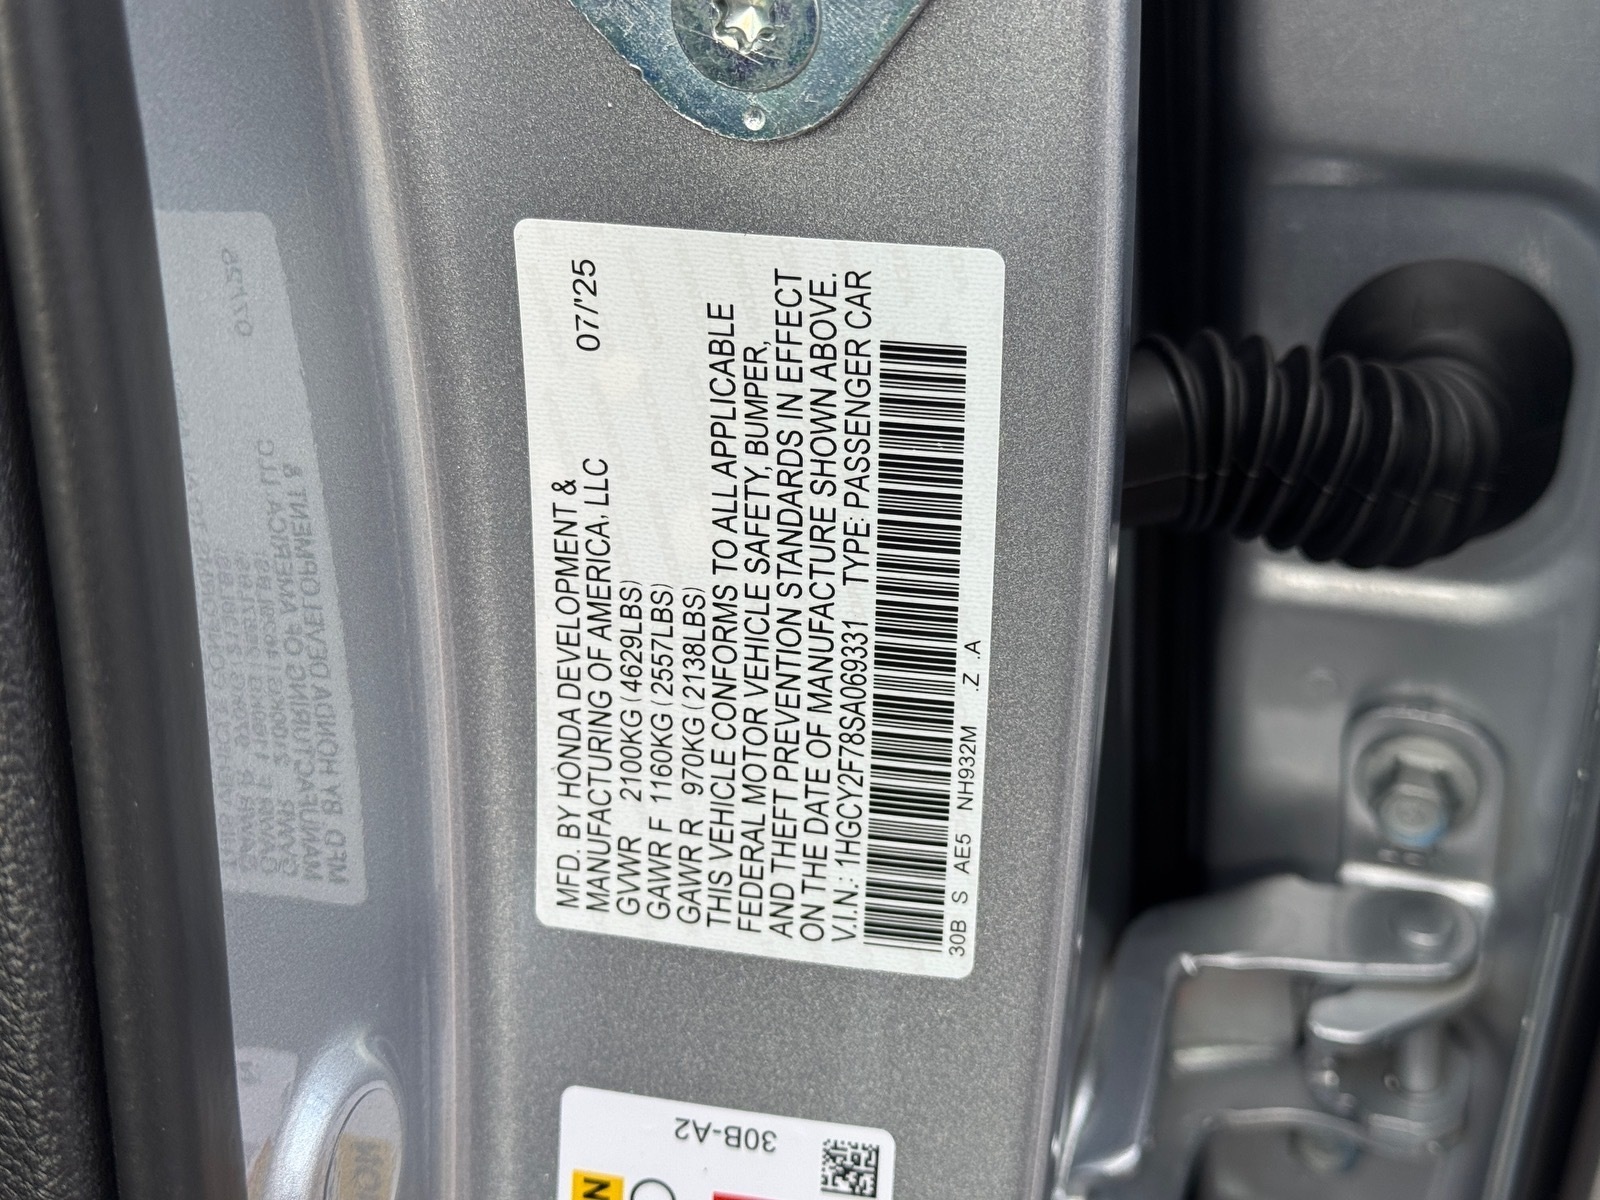 MFD. BY HONDA DEVELOPMENT &
MANUFACTURING OF AMERICA, LLC 07/'25
GVWR 2100KG (4629LBS)
GAWR F 1160KG (2557LBS)
GAWR R 970KG (2138LBS)
THIS VEHICLE CONFORMS TO ALL APPLICABLE
FEDERAL MOTOR VEHICLE SAFETY, BUMPER,
AND THEFT PREVENTION STANDARDS IN EFFECT
ON THE DATE OF MANUFACTURE SHOWN ABOVE.
V.I.N.: 1HGCY2F78SA069331 TYPE: PASSENGER CAR
30B S AE5 NH932M .Z .A
30B-A2